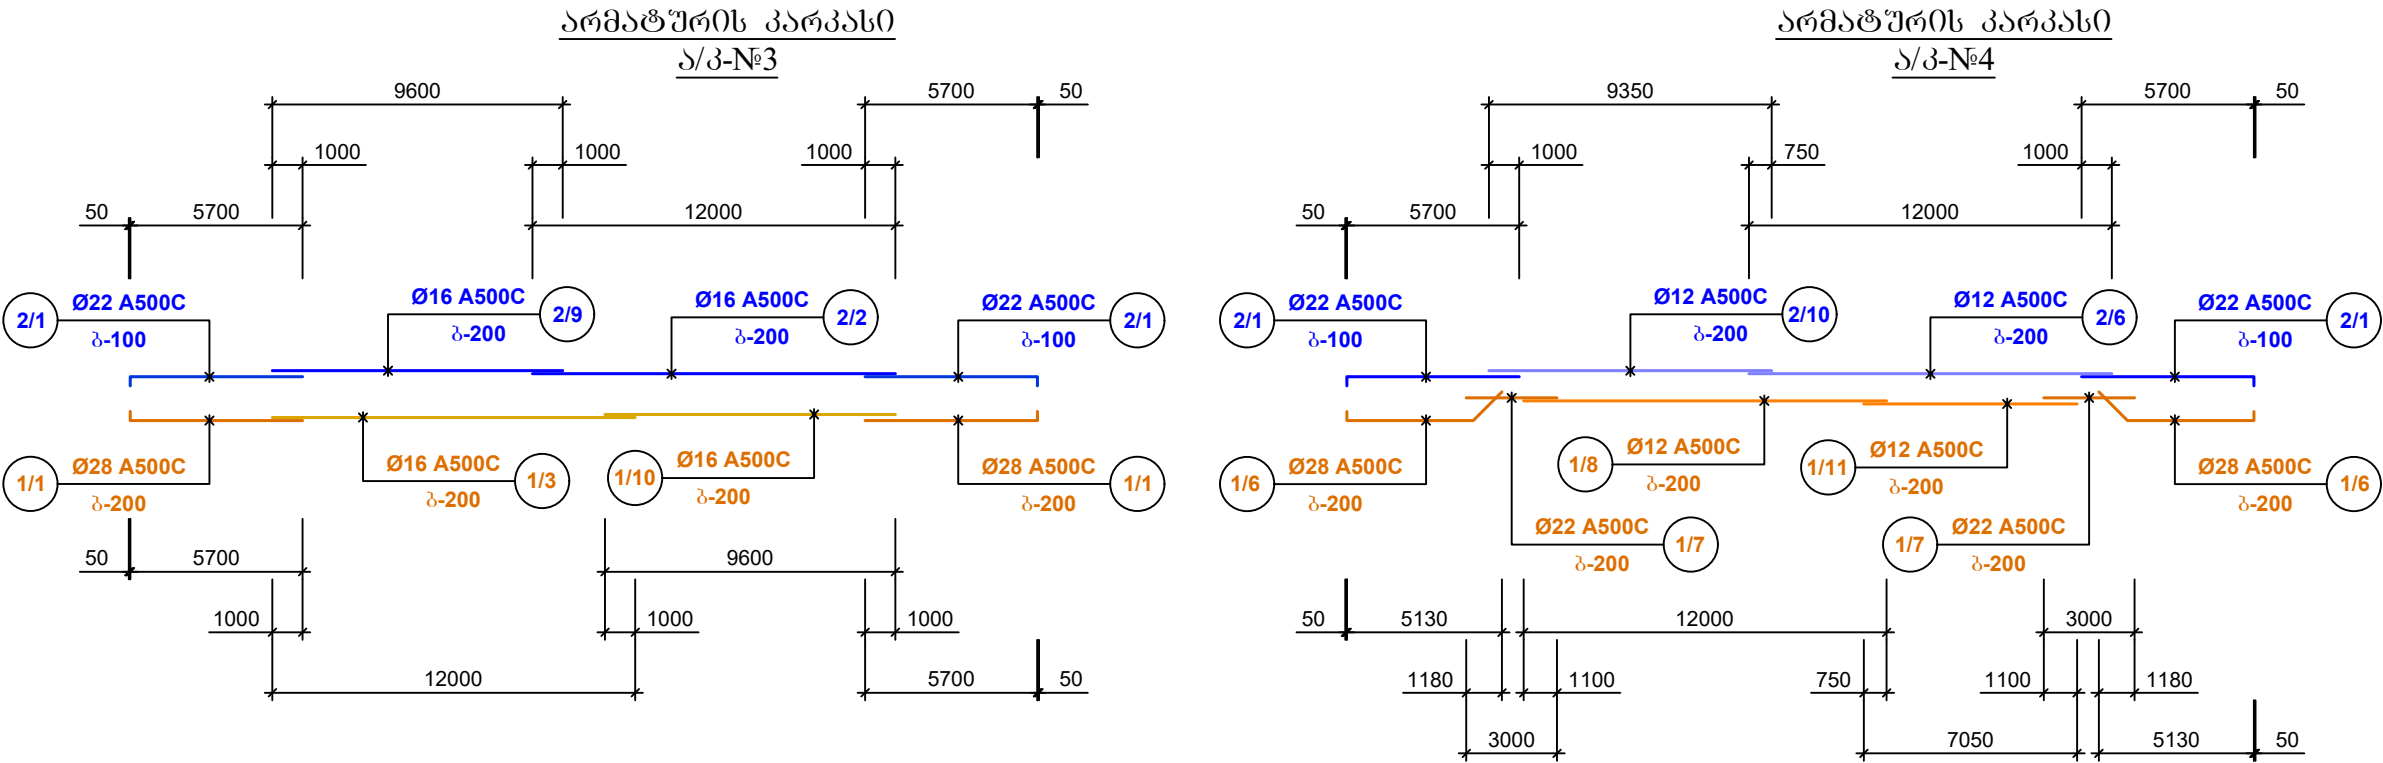 არმატურის კარკასი
ა/კ-№3
9600
5700
50
1000
1000
1000
50
5700
12000
2/1
Ø22 A500C
ბ-100
Ø16 A500C
2/9
ბ-200
Ø16 A500C
2/2
ბ-200
Ø22 A500C
2/1
ბ-100
1/1
Ø28 A500C
ბ-200
Ø16 A500C
1/3
ბ-200
1/10
Ø16 A500C
ბ-200
Ø28 A500C
1/1
ბ-200
50
5700
9600
1000
1000
1000
12000
5700
50
არმატურის კარკასი
ა/კ-№4
9350
5700
50
1000
750
1000
50
5700
12000
2/1
Ø22 A500C
ბ-100
Ø12 A500C
2/10
ბ-200
Ø12 A500C
2/6
ბ-200
Ø22 A500C
2/1
ბ-100
1/6
Ø28 A500C
ბ-200
1/8
Ø12 A500C
ბ-200
1/11
Ø12 A500C
ბ-200
Ø28 A500C
1/6
ბ-200
Ø22 A500C
1/7
ბ-200
1/7
Ø22 A500C
ბ-200
50
5130
12000
3000
1180
1100
750
1100
1180
3000
7050
5130
50